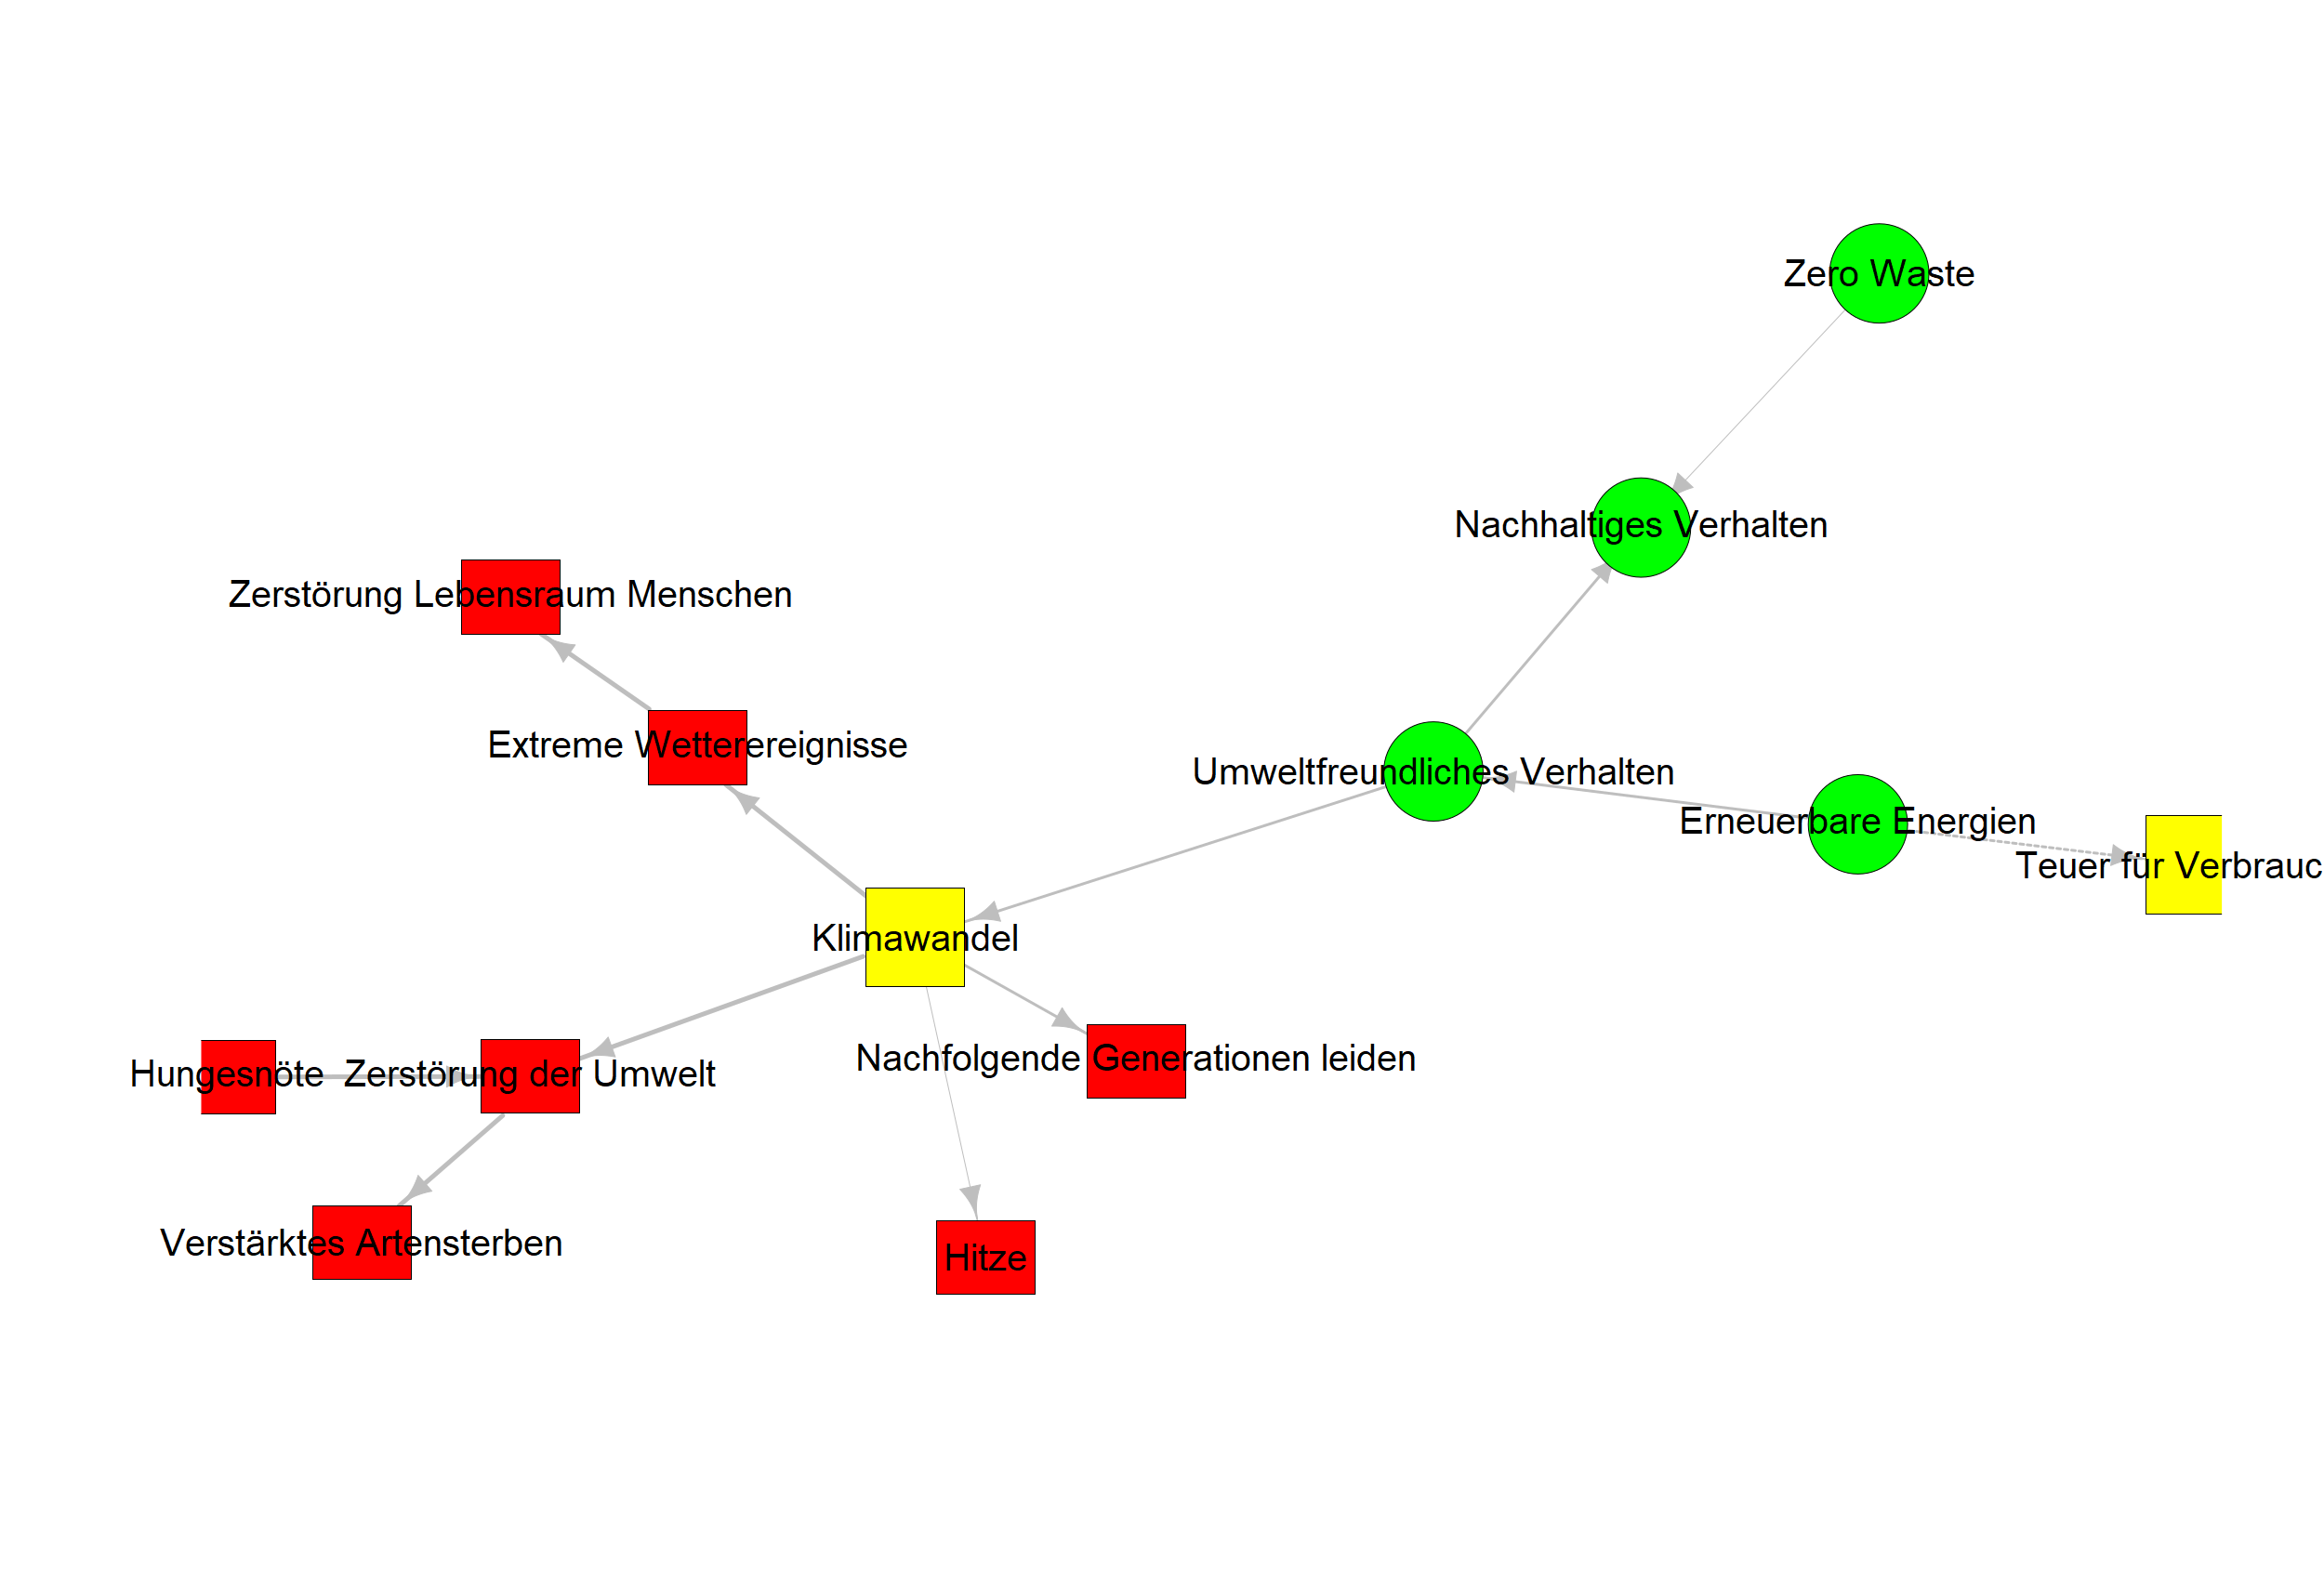 Zero Waste
Nachhaltiges Verhalten
Zerstörung Lebensraum Menschen
Extreme Wetterereignisse
Umweltfreundliches Verhalten
Erneuerbare Energien
Teuer für Verbrauc
Klimawandel
Nachfolgende Generationen leiden
Hungesnöte
Zerstörung der Umwelt
Verstärktes Artensterben
Hitze